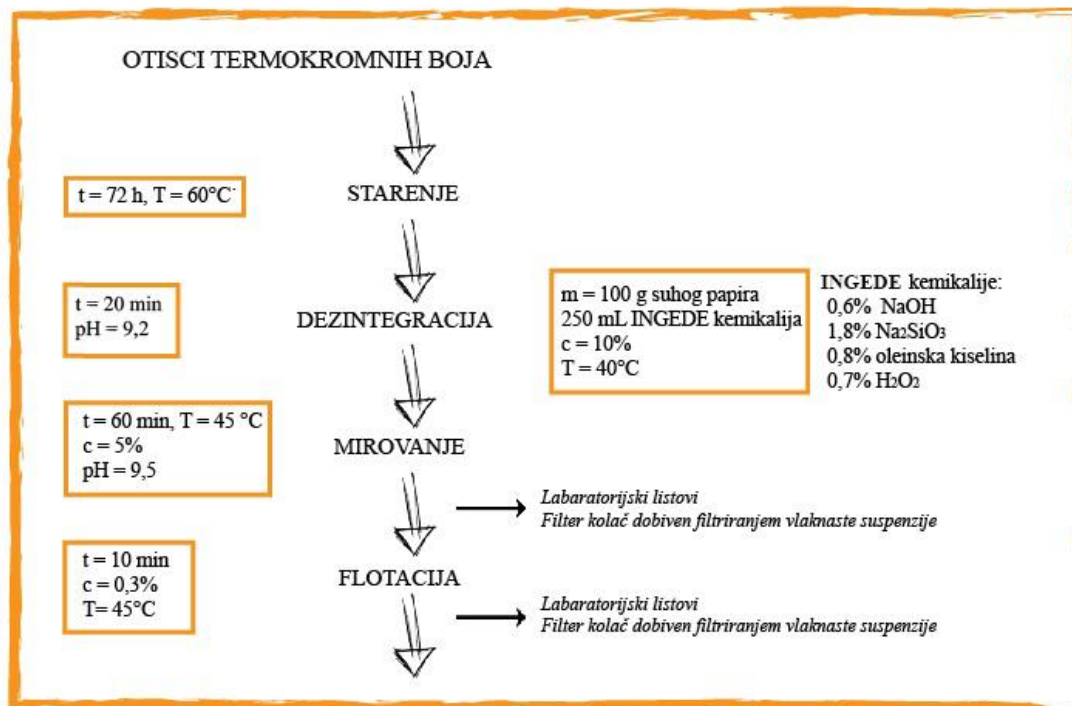 OTISCI TERMOKROMNIH BOJA
t = 72 h, T = 60°C
STARENJE
t = 20 min
pH = 9,2
DEZINTEGRACIJA
m = 100 g suhog papira
250 mL INGEDE kemikalija
c = 10%
T = 40°C
INGEDE kemikalije:
0,6% NaOH
1,8% Na2SiO3
0,8% oleinska kiselina
0,7% H2O2
t = 60 min, T = 45 °C
c = 5%
pH = 9,5
MIROVANJE
Labaratorijski listovi
Filter kolač dobiven filtriranjem vlaknaste suspenzije
t = 10 min
c = 0,3%
T= 45°C
FLOTACIJA
Labaratorijski listovi
Filter kolač dobiven filtriranjem vlaknaste suspenzije